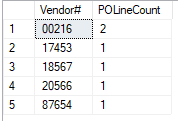 Vendor# POLineCount
1 00216 2
2 17453 1
3 18567 1
4 20566 1
5 87654 1